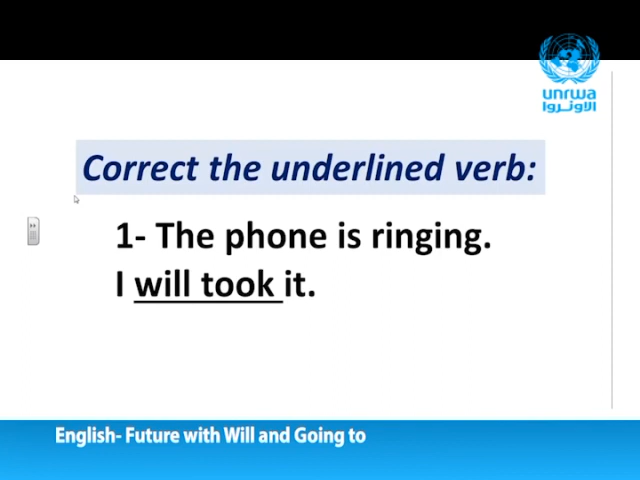 unrwa
الاونروا
Correct the underlined verb:
1- The phone is ringing.
I will took it.
English- Future with Will and Going to